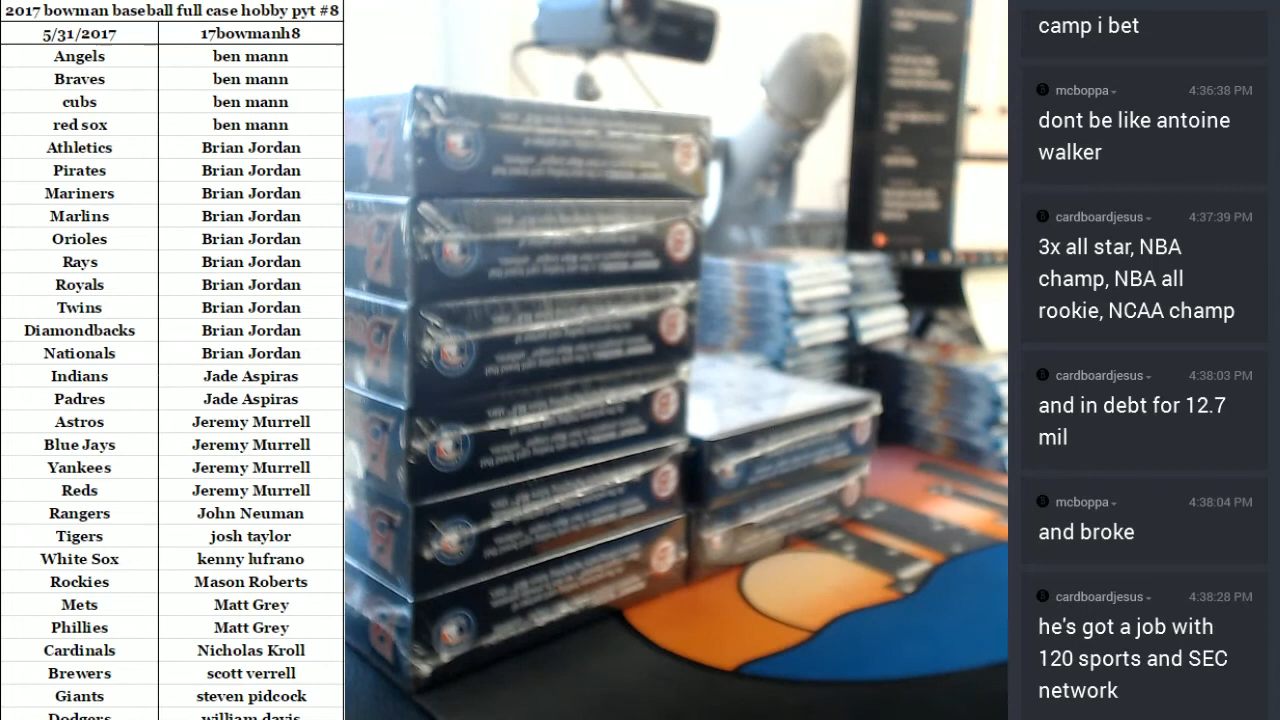 2017 bowman baseball full case hobby pyt #8
5/31/2017 17bowmanh8
Angels ben mann
Braves ben mann
cubs ben mann
red sox ben mann
Athletics Brian Jordan
Pirates Brian Jordan
Mariners Brian Jordan
Marlins Brian Jordan
Orioles Brian Jordan
Rays Brian Jordan
Royals Brian Jordan
Twins Brian Jordan
Diamondbacks Brian Jordan
Nationals Brian Jordan
Indians Jade Aspiras
Padres Jade Aspiras
Astros Jeremy Murrell
Blue Jays Jeremy Murrell
Yankees Jeremy Murrell
Reds Jeremy Murrell
Rangers John Neuman
Tigers josh taylor
White Sox kenny lufrano
Rockies Mason Roberts
Mets Matt Grey
Phillies Matt Grey
Cardinals Nicholas Kroll
Brewers scott verrell
Giants steven pidcock
Dodgers william davis
camp i bet
mcboppa 4:36:38 PM
dont be like antoine
walker
cardboardjesus 4:37:39 PM
3x all star, NBA
champ, NBA all
rookie, NCAA champ
cardboardjesus 4:38:03 PM
and in debt for 12.7
mil
mcboppa 4:38:04 PM
and broke
cardboardjesus 4:38:28 PM
he's got a job with
120 sports and SEC
network